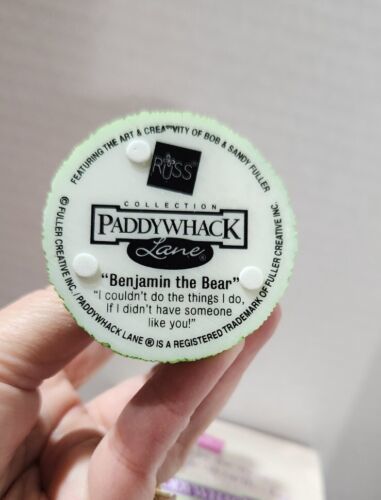 FEATURING THE ART & CREATIVITY OF BOB & SANDY FULLER
RUSS
COLLECTION
PADDYWHACK
Lane®
"Benjamin the Bear"
"I couldn't do the things I do,
If I didn't have someone
like you!"
© FULLER CREATIVE INC./PADDYWHACK LANE ® IS A REGISTERED TRADEMARK OF FULLER CREATIVE INC.